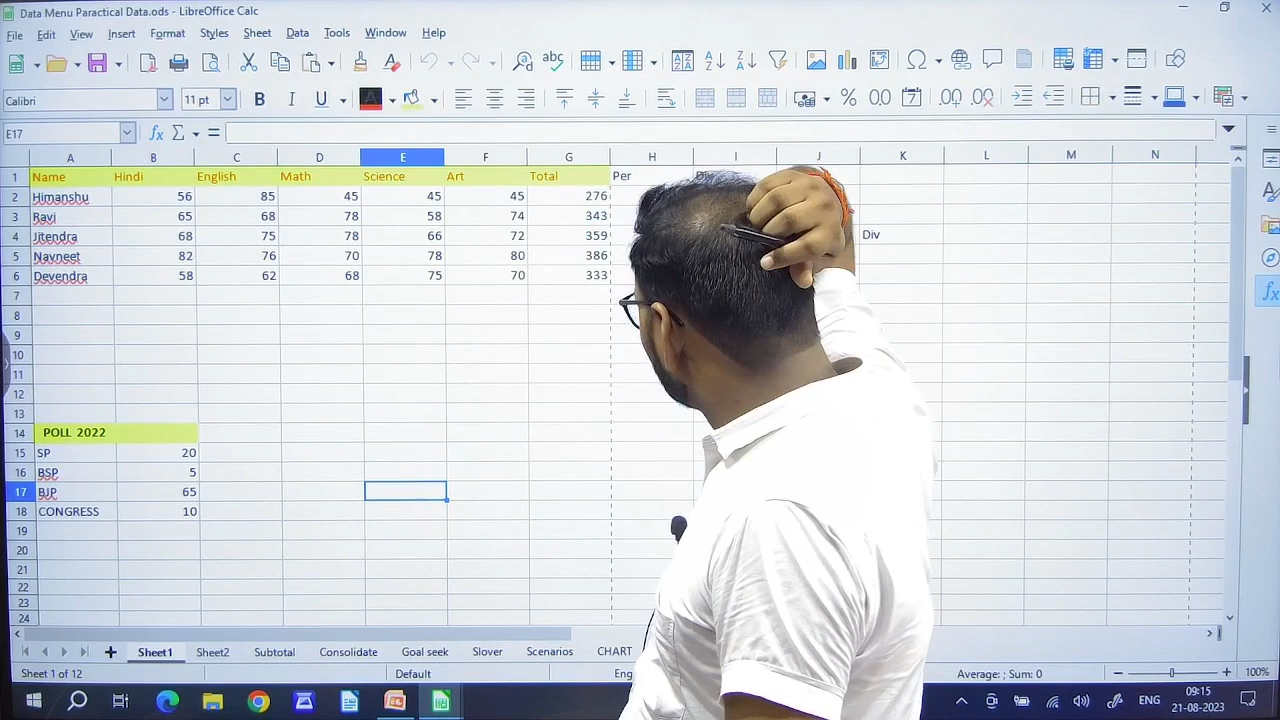 Data Menu Paractical Data.ods - LibreOffice Calc
File Edit View Insert Format Styles Sheet Data Tools Window Help
Calibri 11 pt B I U
E17
A B C D E F G H I J K L M N
1 Name Hindi English Math Science Art Total Per
2 Himanshu 56 85 45 45 45 276
3 Ravi 65 68 78 58 74 343
4 Jitendra 68 75 78 66 72 359 Div
5 Navneet 82 76 70 78 80 386
6 Devendra 58 62 68 75 70 333
7
8
9
10
11
12
13
14 POLL 2022
15 SP 20
16 BSP 5
17 BJP 65
18 CONGRESS 10
19
20
21
22
23
24
Sheet1 Sheet2 Subtotal Consolidate Goal seek Slover Scenarios CHART
Sheet 1 of 12 Default Eng Average: ; Sum: 0 100%
ENG 09:15
21-08-2023